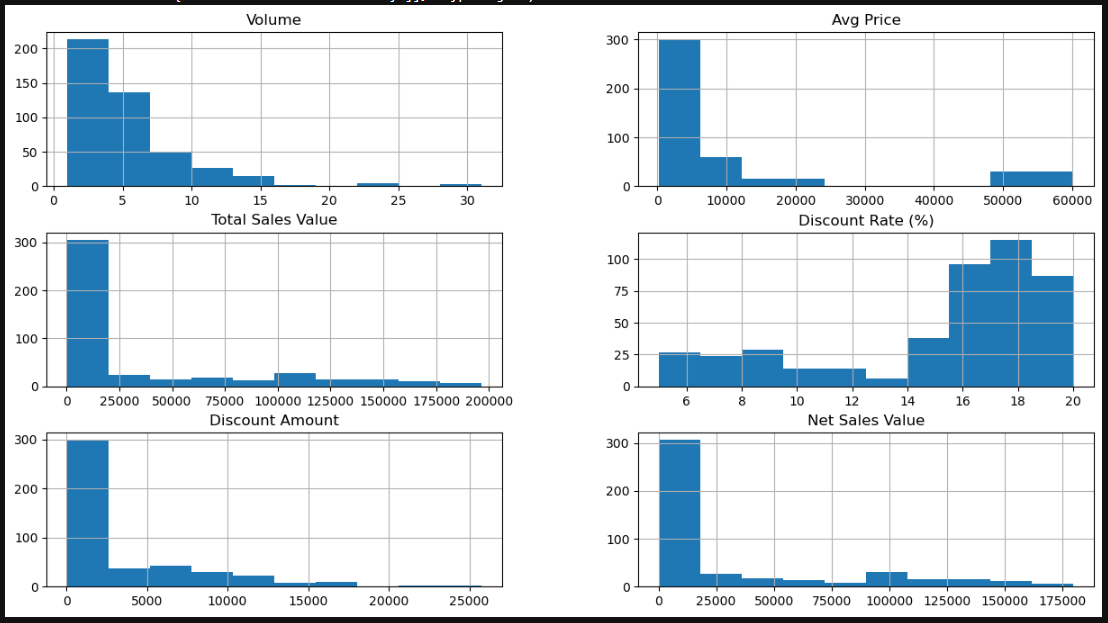 Volume
200
150
100
50
0
0 5 10 15 20 25 30
Avg Price
300
200
100
0
0 10000 20000 30000 40000 50000 60000
Total Sales Value
300
200
100
0
0 25000 50000 75000 100000 125000 150000 175000 200000
Discount Rate (%)
100
75
50
25
0
6 8 10 12 14 16 18 20
Discount Amount
300
200
100
0
0 5000 10000 15000 20000 25000
Net Sales Value
300
200
100
0
0 25000 50000 75000 100000 125000 150000 175000